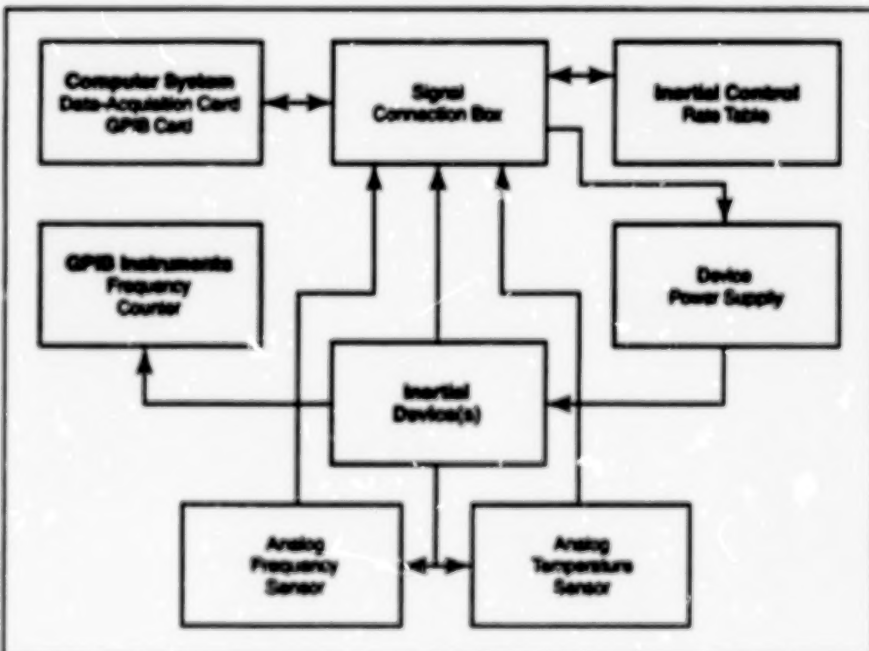 Computer System
Data-Acquisition Card
GPIB Card
Signal
Connection Box
Inertial Control
Rate Table
GPIB Instruments
Frequency
Counter
Device
Power Supply
Inertial
Device(s)
Analog
Frequency
Sensor
Analog
Temperature
Sensor